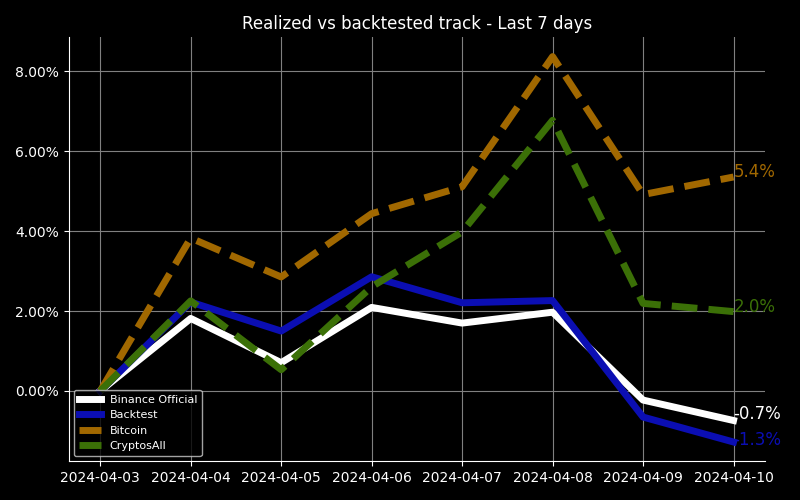 Realized vs backtested track - Last 7 days
8.00%
6.00%
4.00%
2.00%
0.00%
5.4%
2.0%
-0.7%
-1.3%
Binance Official
Backtest
Bitcoin
CryptosAll
2024-04-03 2024-04-04 2024-04-05 2024-04-06 2024-04-07 2024-04-08 2024-04-09 2024-04-10